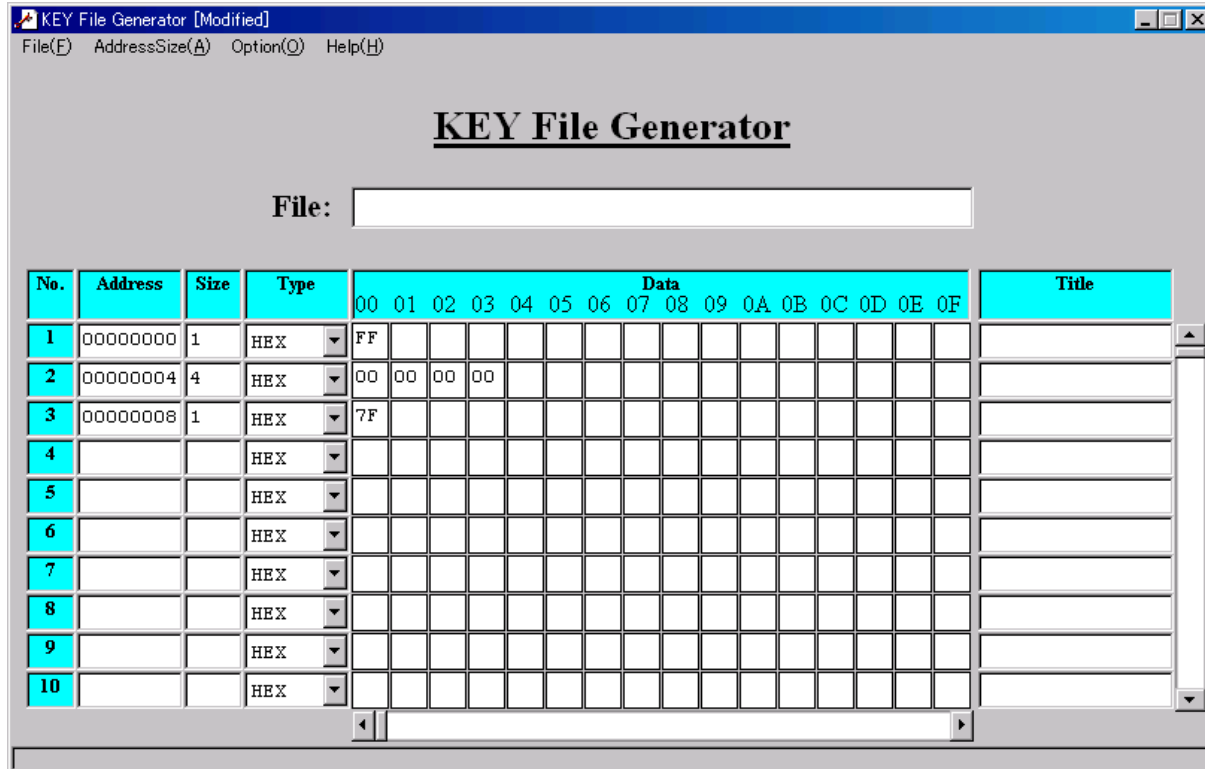 KEY File Generator [Modified]
File(F) AddressSize(A) Option(O) Help(H)
KEY File Generator
File:
No. Address Size Type Data Title
00 01 02 03 04 05 06 07 08 09 0A 0B 0C 0D 0E 0F
1 00000000 1 HEX FF
2 00000004 4 HEX 00 00 00 00
3 00000008 1 HEX 7F
4 HEX
5 HEX
6 HEX
7 HEX
8 HEX
9 HEX
10 HEX